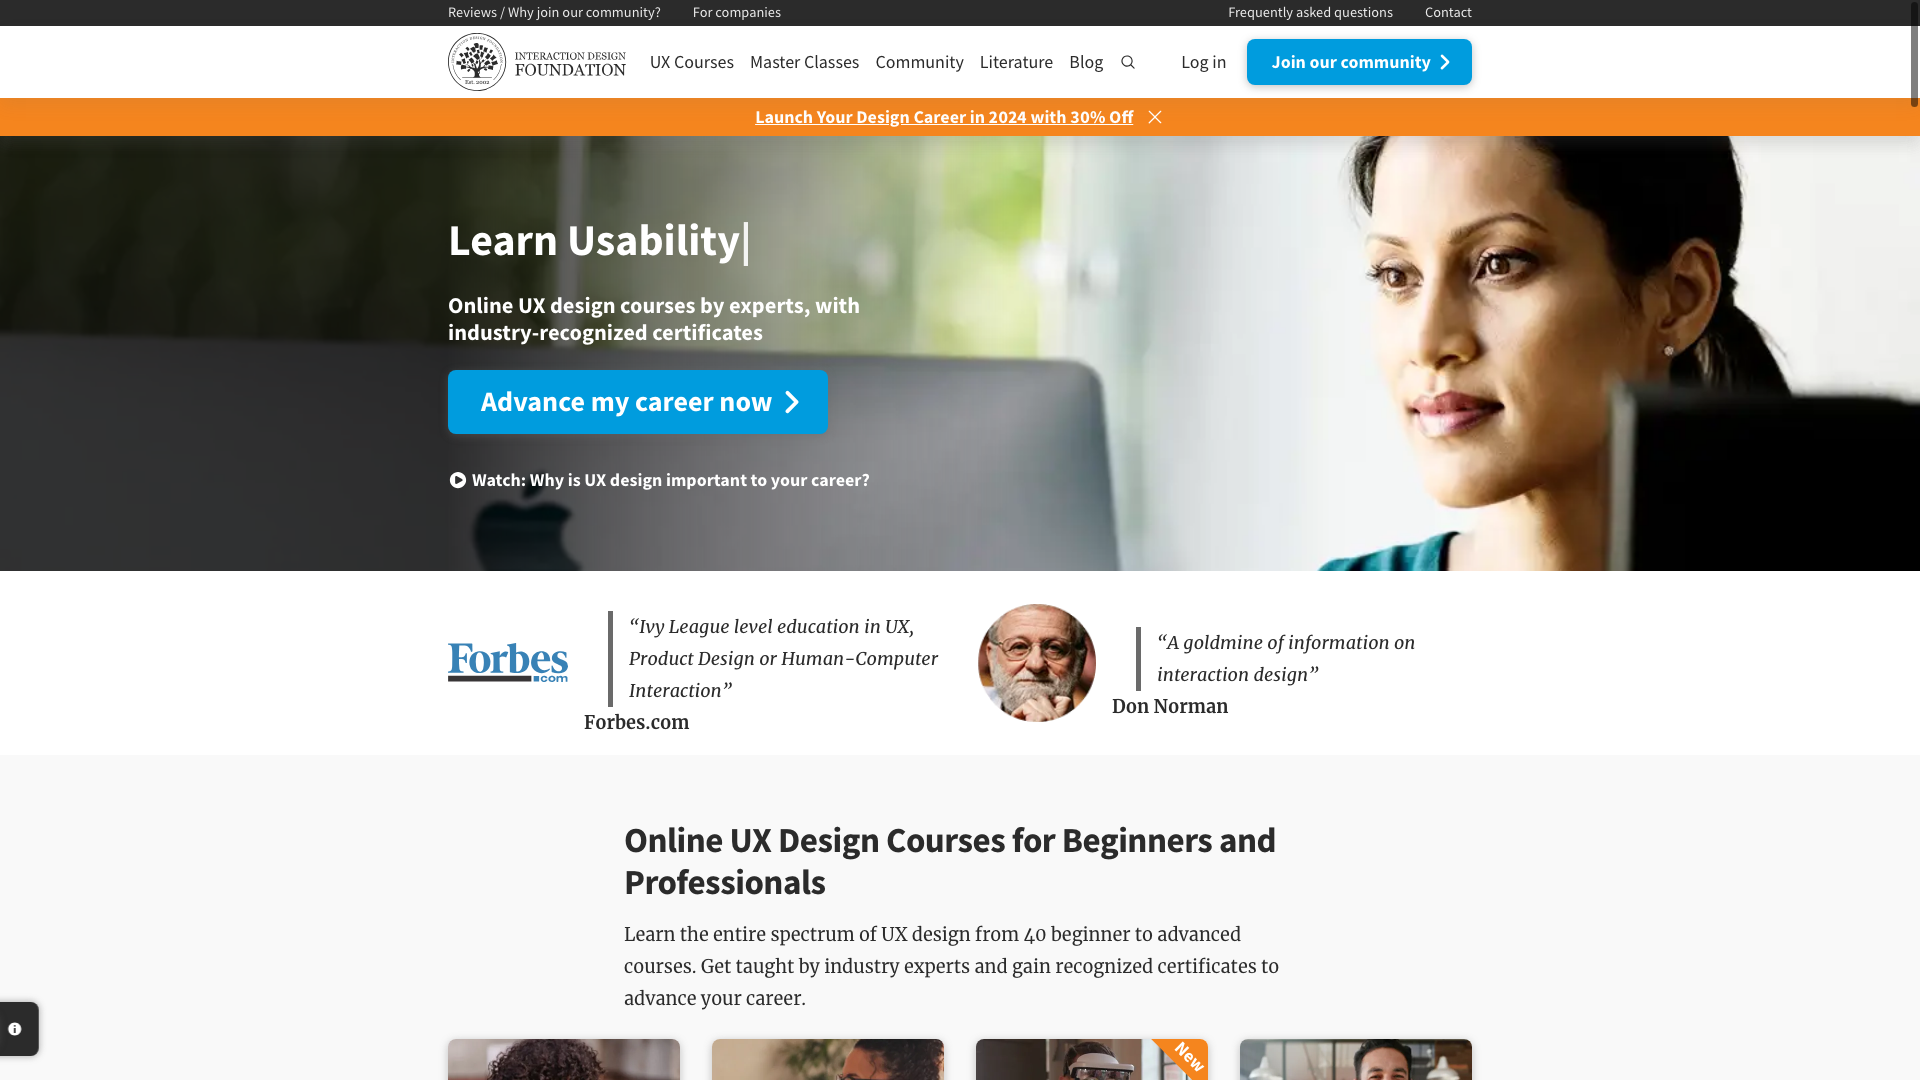 Reviews / Why join our community?
For companies
Frequently asked questions
Contact
INTERACTION DESIGN
FOUNDATION
Est. 2002
UX Courses
Master Classes
Community
Literature
Blog
Log in
Join our community
Launch Your Design Career in 2024 with 30% Off
Learn Usability
Online UX design courses by experts, with
industry-recognized certificates
Advance my career now
Watch: Why is UX design important to your career?
Forbes
.com
“Ivy League level education in UX,
Product Design or Human-Computer
Interaction”
Forbes.com
“A goldmine of information on
interaction design”
Don Norman
Online UX Design Courses for Beginners and
Professionals
Learn the entire spectrum of UX design from 40 beginner to advanced
courses. Get taught by industry experts and gain recognized certificates to
advance your career.
New